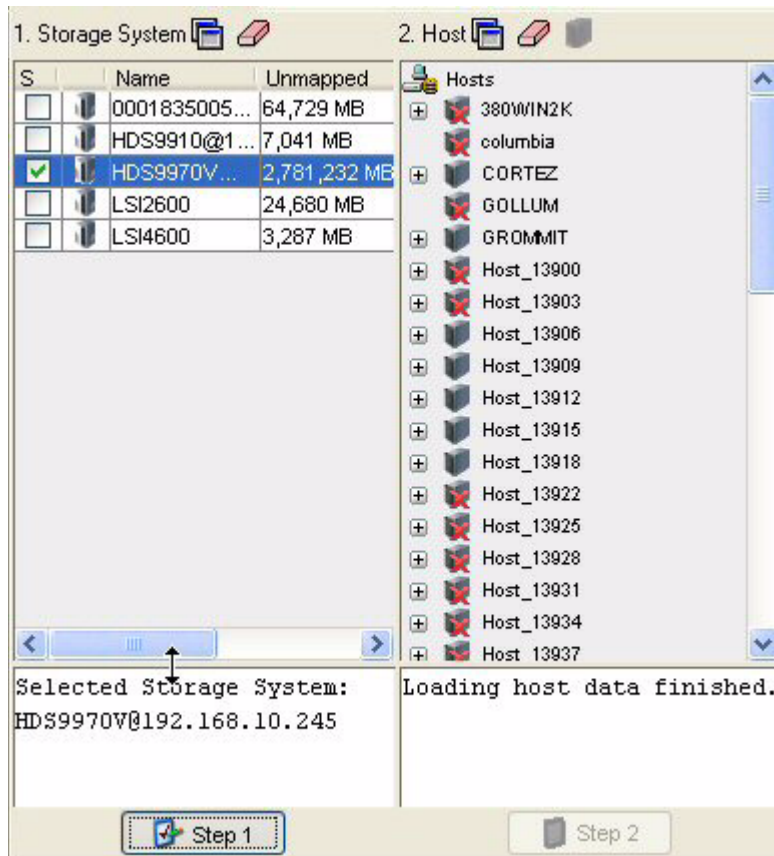 1. Storage System
S Name Unmapped
0001835005... 64,729 MB
HDS9910@1... 7,041 MB
HDS9970V... 2,781,232 MB
LSI2600 24,680 MB
LSI4600 3,287 MB
Selected Storage System:
HDS9970V@192.168.10.245
Step 1
2. Host
Hosts
380WIN2K
columbia
CORTEZ
GOLLUM
GROMMIT
Host_13900
Host_13903
Host_13906
Host_13909
Host_13912
Host_13915
Host_13918
Host_13922
Host_13925
Host_13928
Host_13931
Host_13934
Host_13937
Loading host data finished.
Step 2